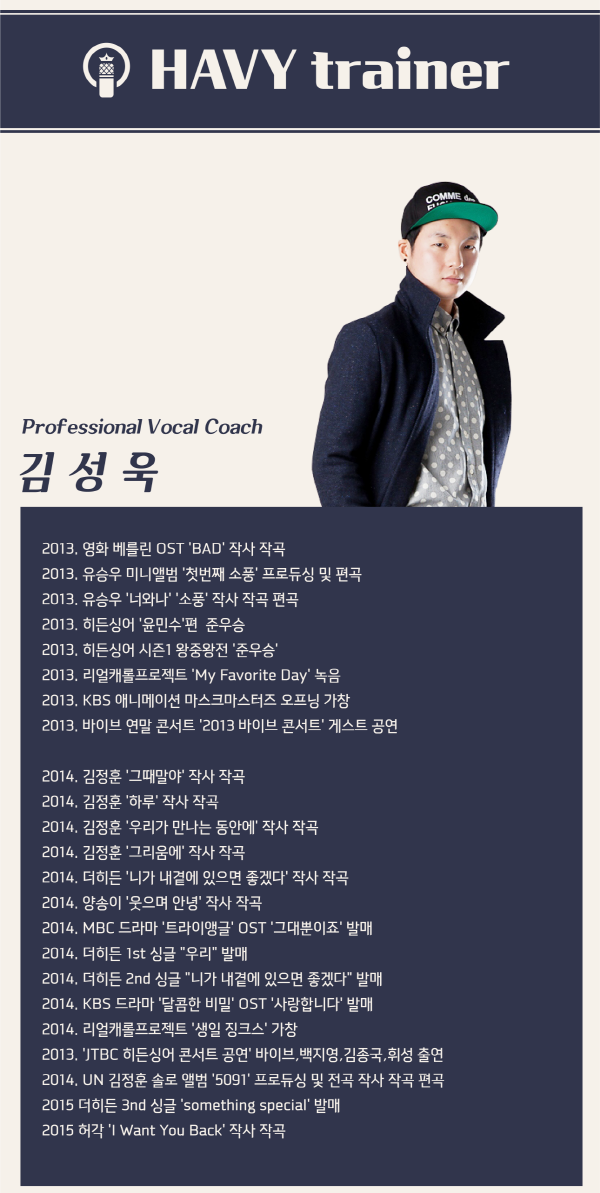 HAVY trainer
COMME des
Professional Vocal Coach
김성욱
2013. 영화 베를린 OST 'BAD' 작사 작곡
2013. 유승우 미니앨범 '첫번째 소풍' 프로듀싱 및 편곡
2013. 유승우 '너와나' '소풍' 작사 작곡 편곡
2013. 히든싱어 '윤민수'편 준우승
2013. 히든싱어 시즌1 왕중왕전 '준우승'
2013. 리얼캐롤프로젝트 'My Favorite Day' 녹음
2013. KBS 애니메이션 마스크마스터즈 오프닝 가창
2013. 바이브 연말 콘서트 '2013 바이브 콘서트' 게스트 공연
2014. 김정훈 '그때말야' 작사 작곡
2014. 김정훈 '하루' 작사 작곡
2014. 김정훈 '우리가 만나는 동안에' 작사 작곡
2014. 김정훈 '그리움에' 작사 작곡
2014. 더히든 '니가 내곁에 있으면 좋겠다' 작사 작곡
2014. 양송이 '웃으며 안녕' 작사 작곡
2014. MBC 드라마 '트라이앵글' OST '그대뿐이죠' 발매
2014. 더히든 1st 싱글 "우리" 발매
2014. 더히든 2nd 싱글 "니가 내곁에 있으면 좋겠다" 발매
2014. KBS 드라마 '달콤한 비밀' OST '사랑합니다' 발매
2014. 리얼캐롤프로젝트 '생일 징크스' 가창
2013. 'JTBC 히든싱어 콘서트 공연' 바이브,백지영,김종국,휘성 출연
2014. UN 김정훈 솔로 앨범 '5091' 프로듀싱 및 전곡 작사 작곡 편곡
2015 더히든 3nd 싱글 'something special' 발매
2015 허각 'I Want You Back' 작사 작곡